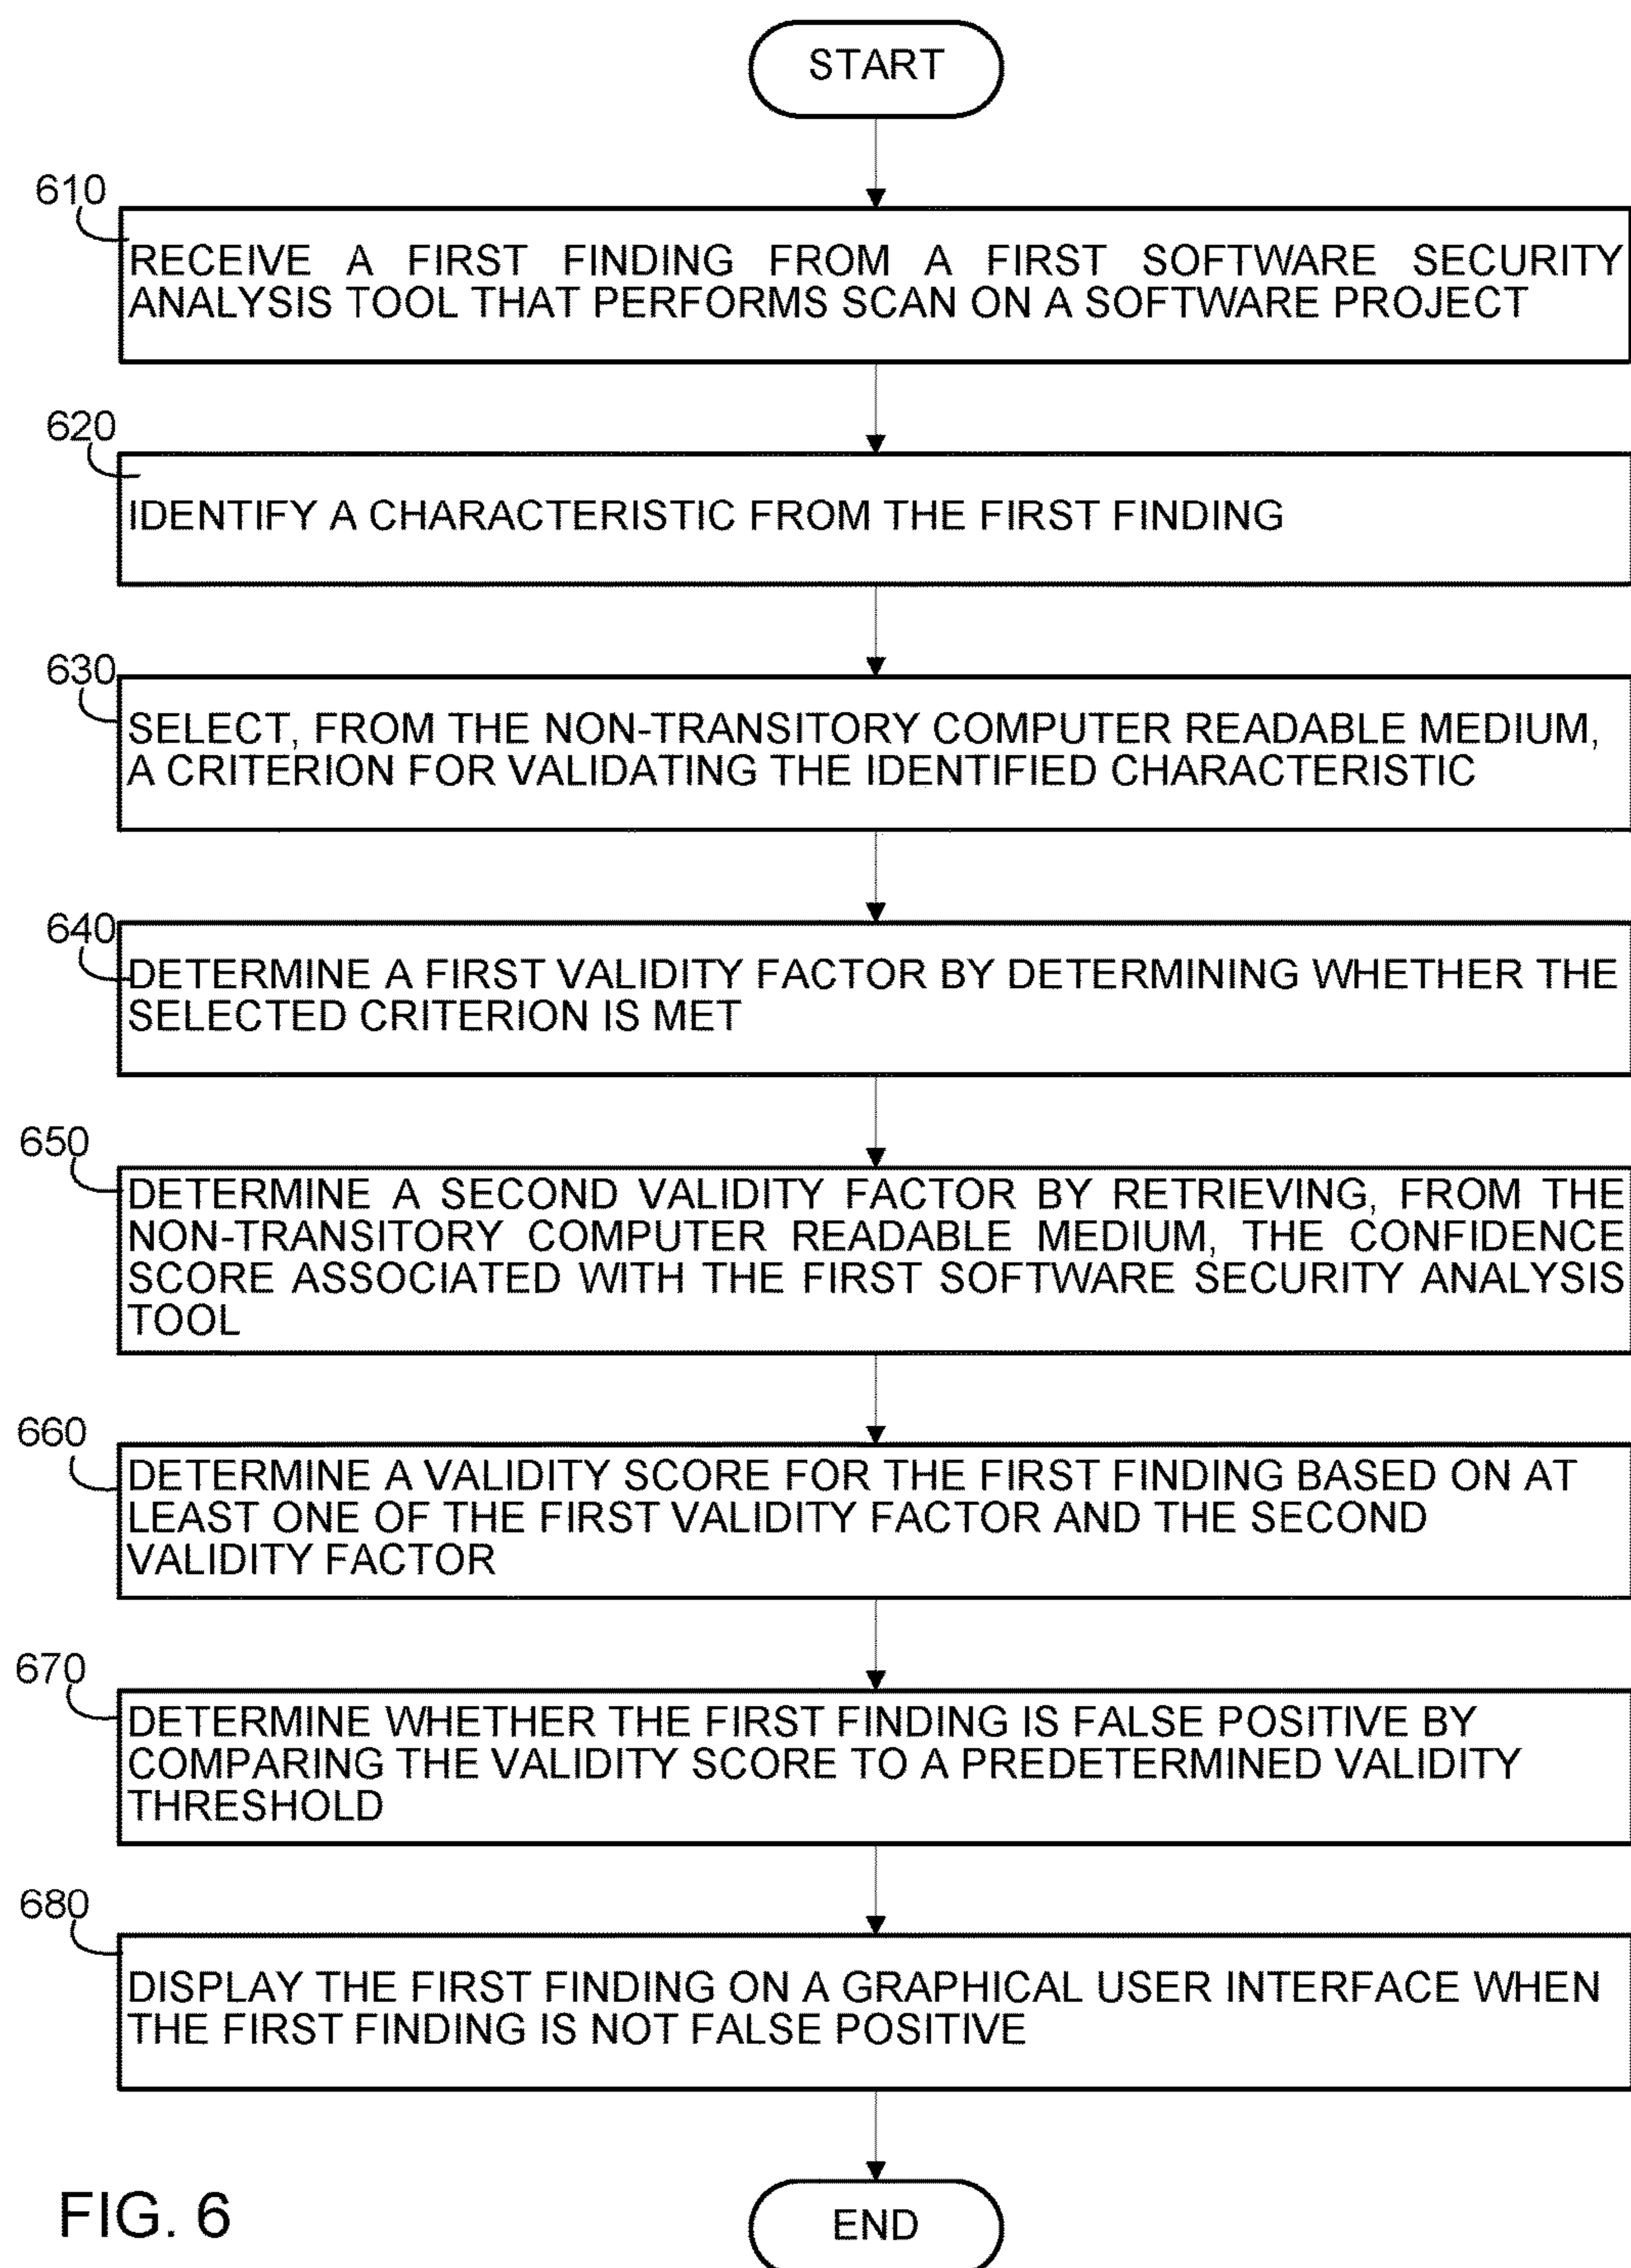 START
610
RECEIVE A FIRST FINDING FROM A FIRST SOFTWARE SECURITY
ANALYSIS TOOL THAT PERFORMS SCAN ON A SOFTWARE PROJECT
620
IDENTIFY A CHARACTERISTIC FROM THE FIRST FINDING
630
SELECT, FROM THE NON-TRANSITORY COMPUTER READABLE MEDIUM,
A CRITERION FOR VALIDATING THE IDENTIFIED CHARACTERISTIC
640
DETERMINE A FIRST VALIDITY FACTOR BY DETERMINING WHETHER THE
SELECTED CRITERION IS MET
650
DETERMINE A SECOND VALIDITY FACTOR BY RETRIEVING, FROM THE
NON-TRANSITORY COMPUTER READABLE MEDIUM, THE CONFIDENCE
SCORE ASSOCIATED WITH THE FIRST SOFTWARE SECURITY ANALYSIS
TOOL
660
DETERMINE A VALIDITY SCORE FOR THE FIRST FINDING BASED ON AT
LEAST ONE OF THE FIRST VALIDITY FACTOR AND THE SECOND
VALIDITY FACTOR
670
DETERMINE WHETHER THE FIRST FINDING IS FALSE POSITIVE BY
COMPARING THE VALIDITY SCORE TO A PREDETERMINED VALIDITY
THRESHOLD
680
DISPLAY THE FIRST FINDING ON A GRAPHICAL USER INTERFACE WHEN
THE FIRST FINDING IS NOT FALSE POSITIVE
FIG. 6
END